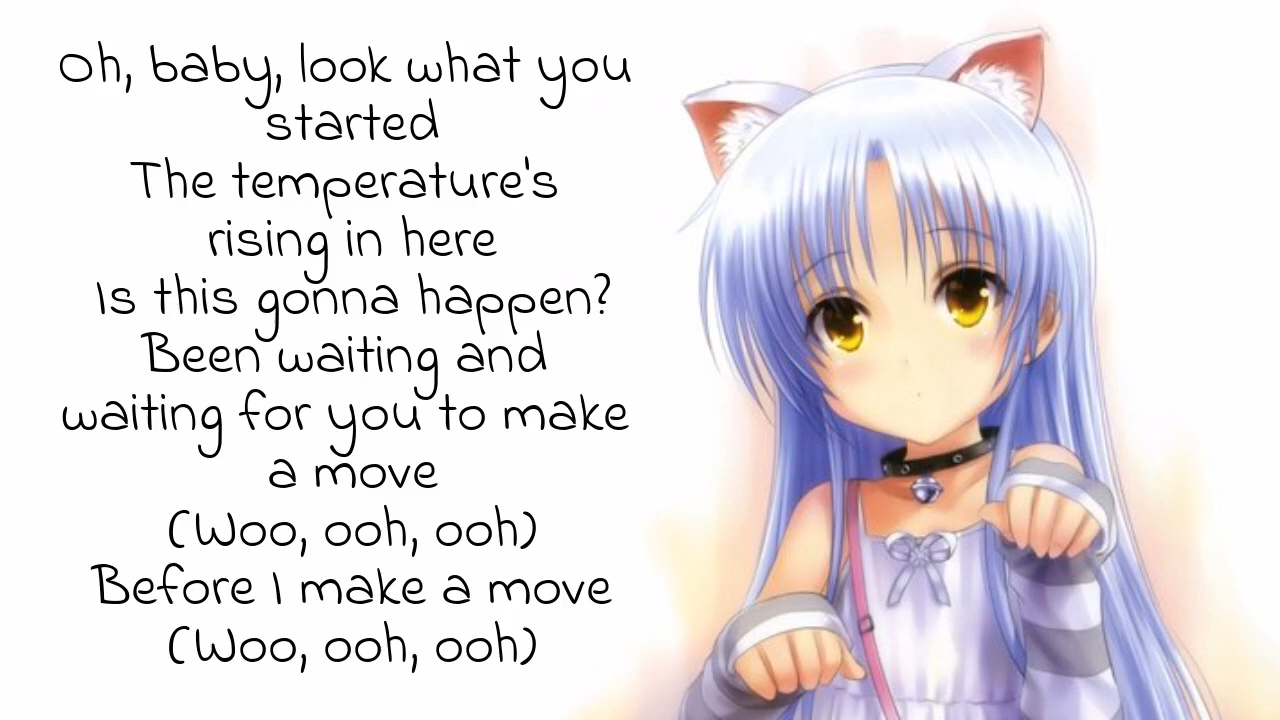 Oh, baby, look what you
started
The temperature's
rising in here
Is this gonna happen?
Been waiting and
waiting for you to make
a move
(Woo, ooh, ooh)
Before I make a move
(Woo, ooh, ooh)